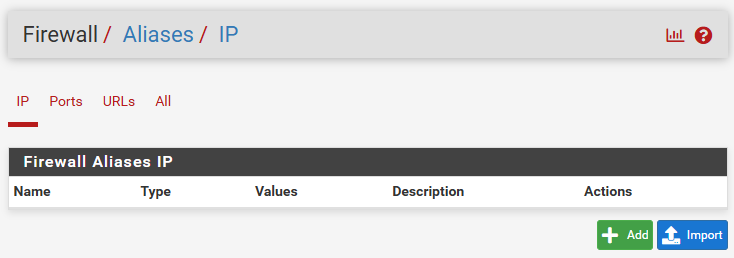 Firewall / Aliases / IP
IP Ports URLs All
Firewall Aliases IP
Name Type Values Description Actions
Add Import